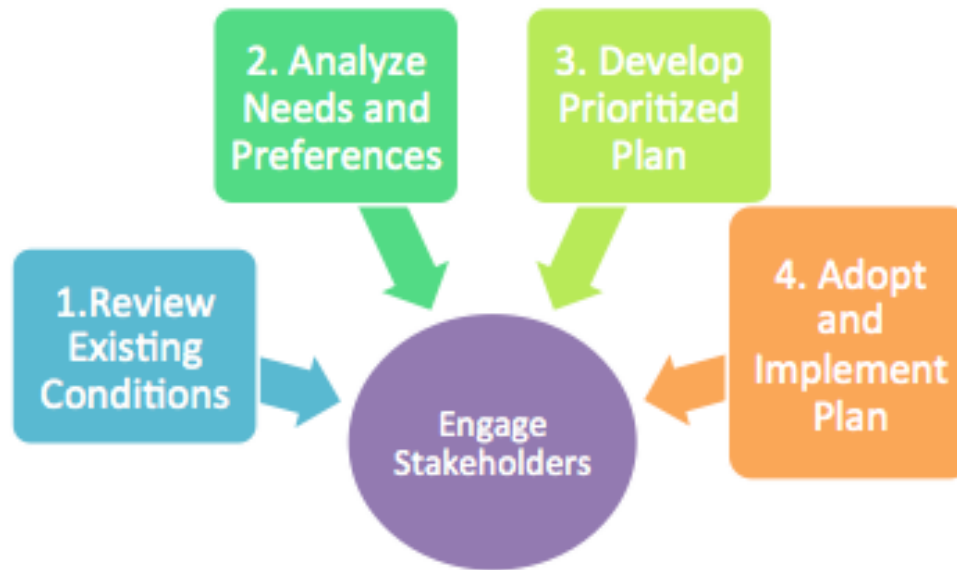 1.Review
Existing
Conditions
2. Analyze
Needs and
Preferences
3. Develop
Prioritized
Plan
4. Adopt
and
Implement
Plan
Engage
Stakeholders